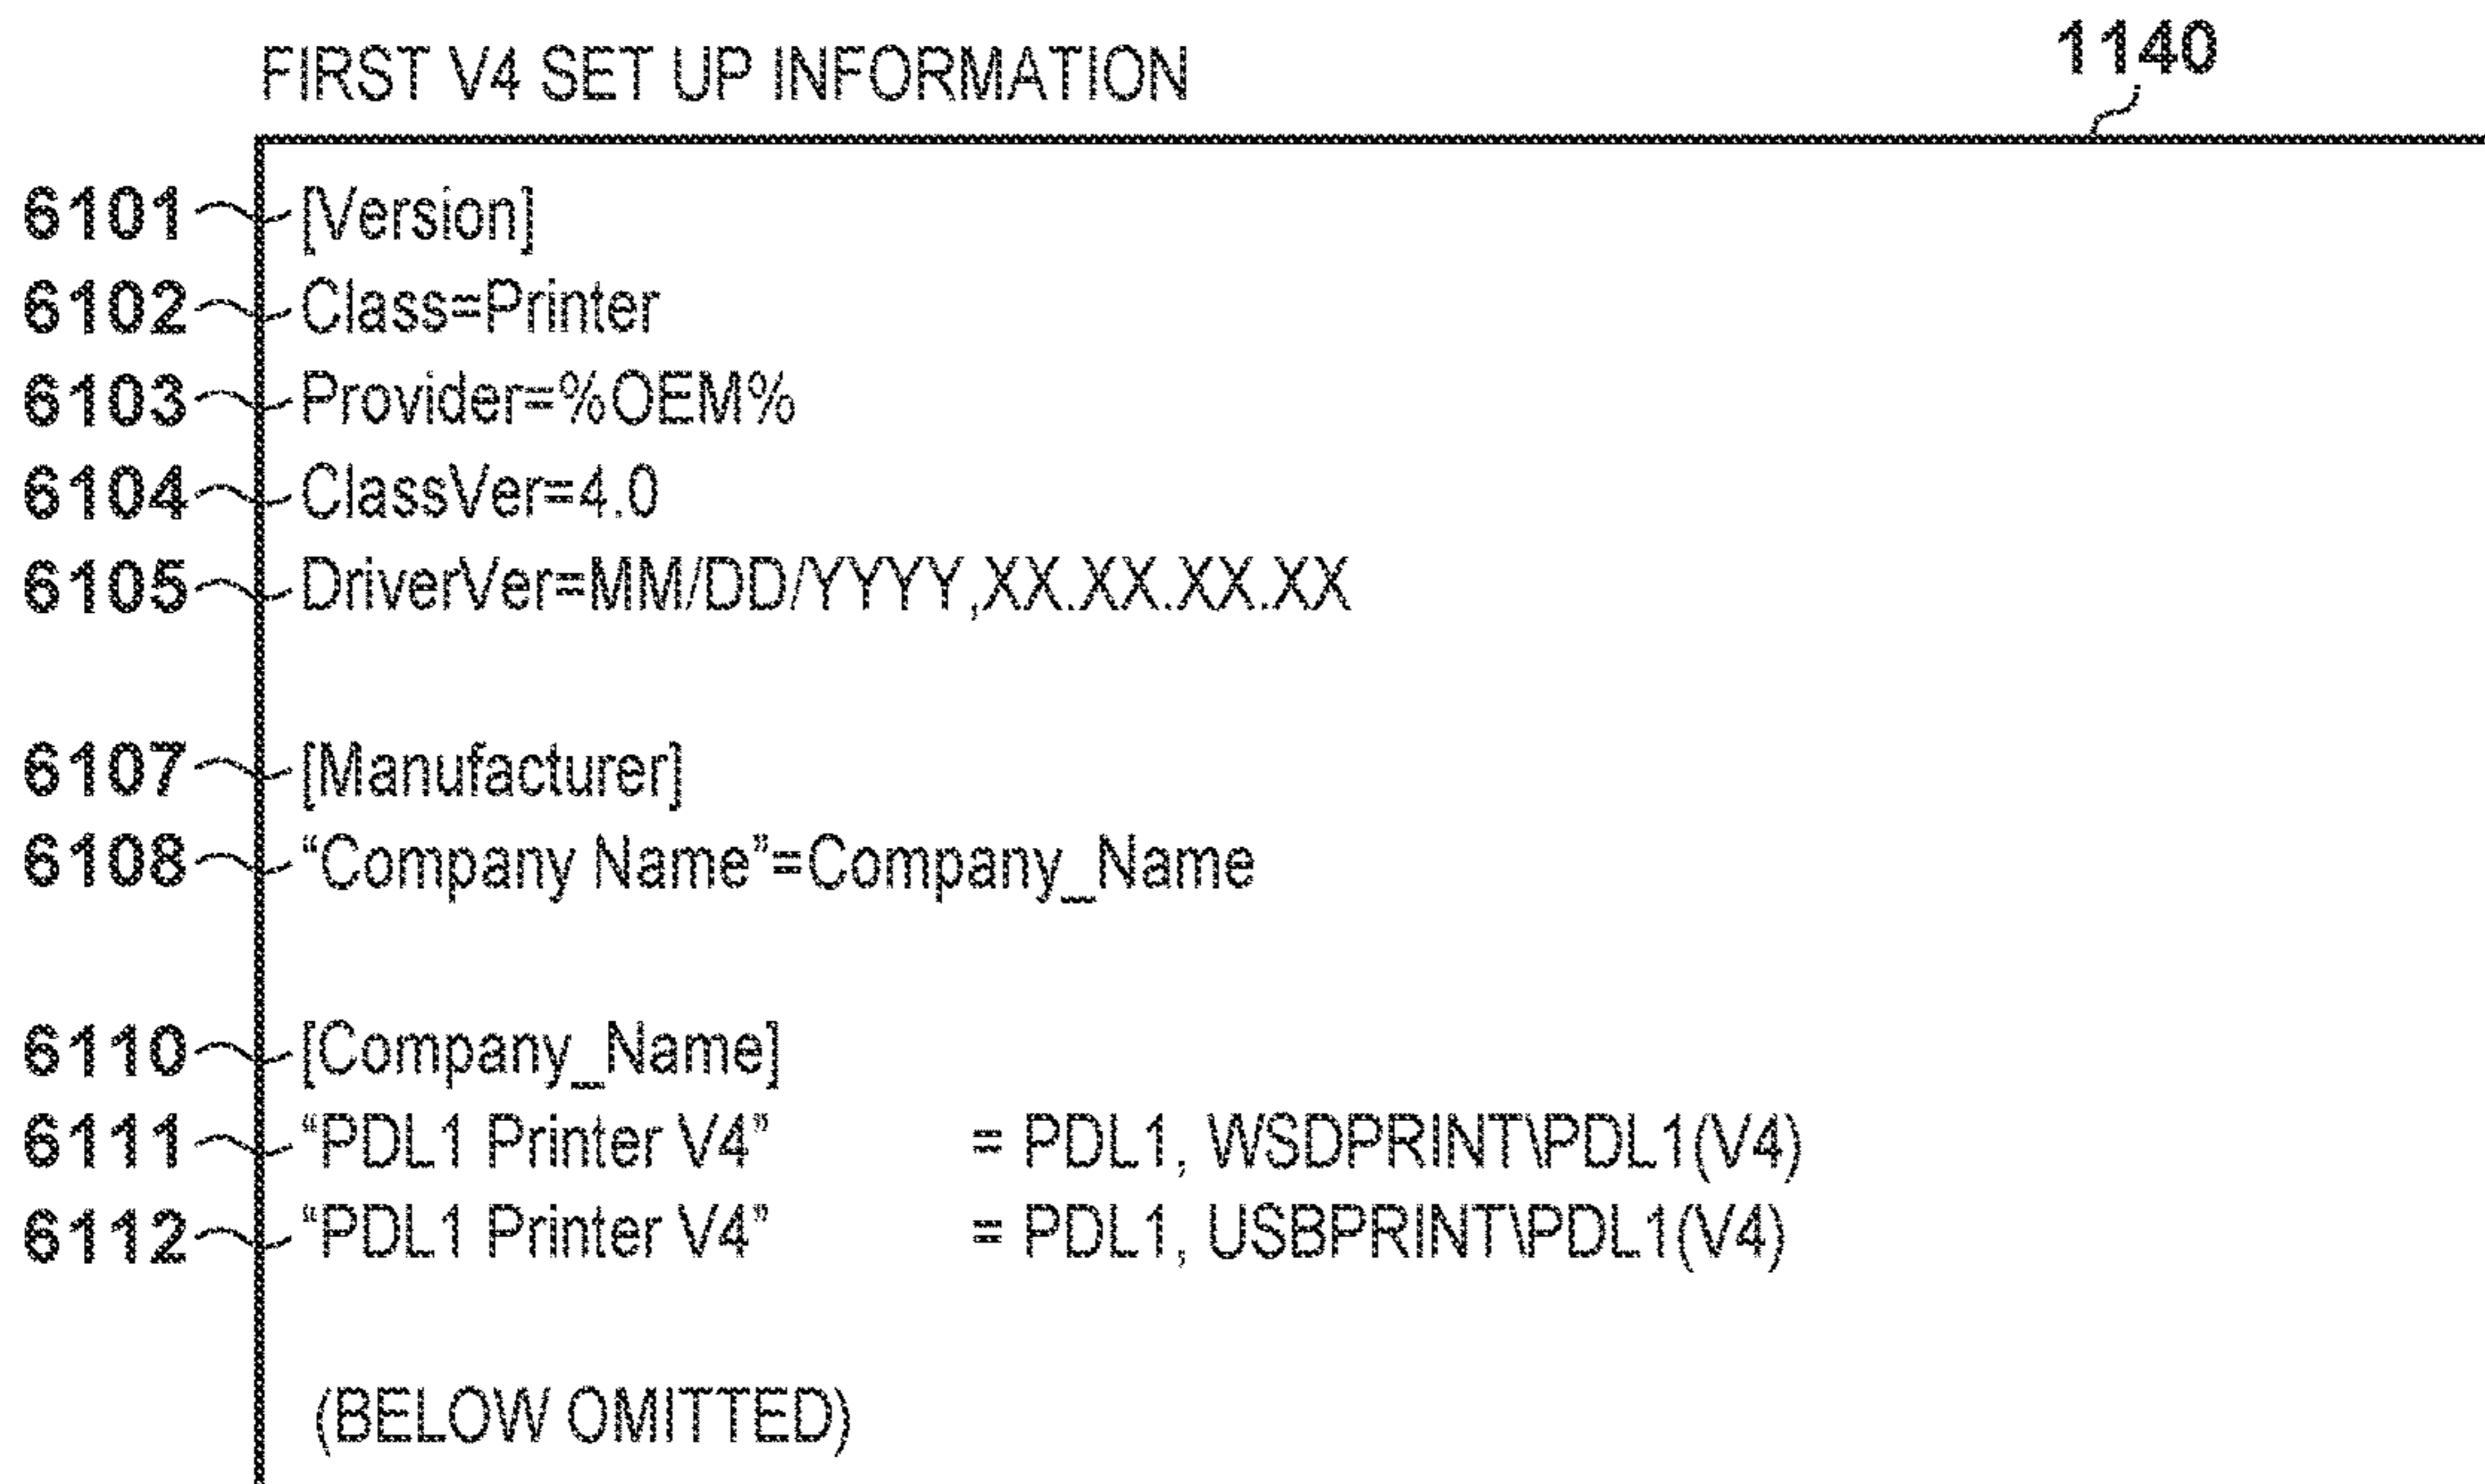 FIRST V4 SET UP INFORMATION 1140
6101 [Version]
6102 Class=Printer
6103 Provider=%OEM%
6104 ClassVer=4.0
6105 DriverVer=MM/DD/YYYY,XX.XX.XX.XX
6107 [Manufacturer]
6108 “Company Name”=Company_Name
6110 [Company_Name]
6111 “PDL1 Printer V4” = PDL1, WSDPRINT\PDL1(V4)
6112 “PDL1 Printer V4” = PDL1, USBPRINT\PDL1(V4)
(BELOW OMITTED)